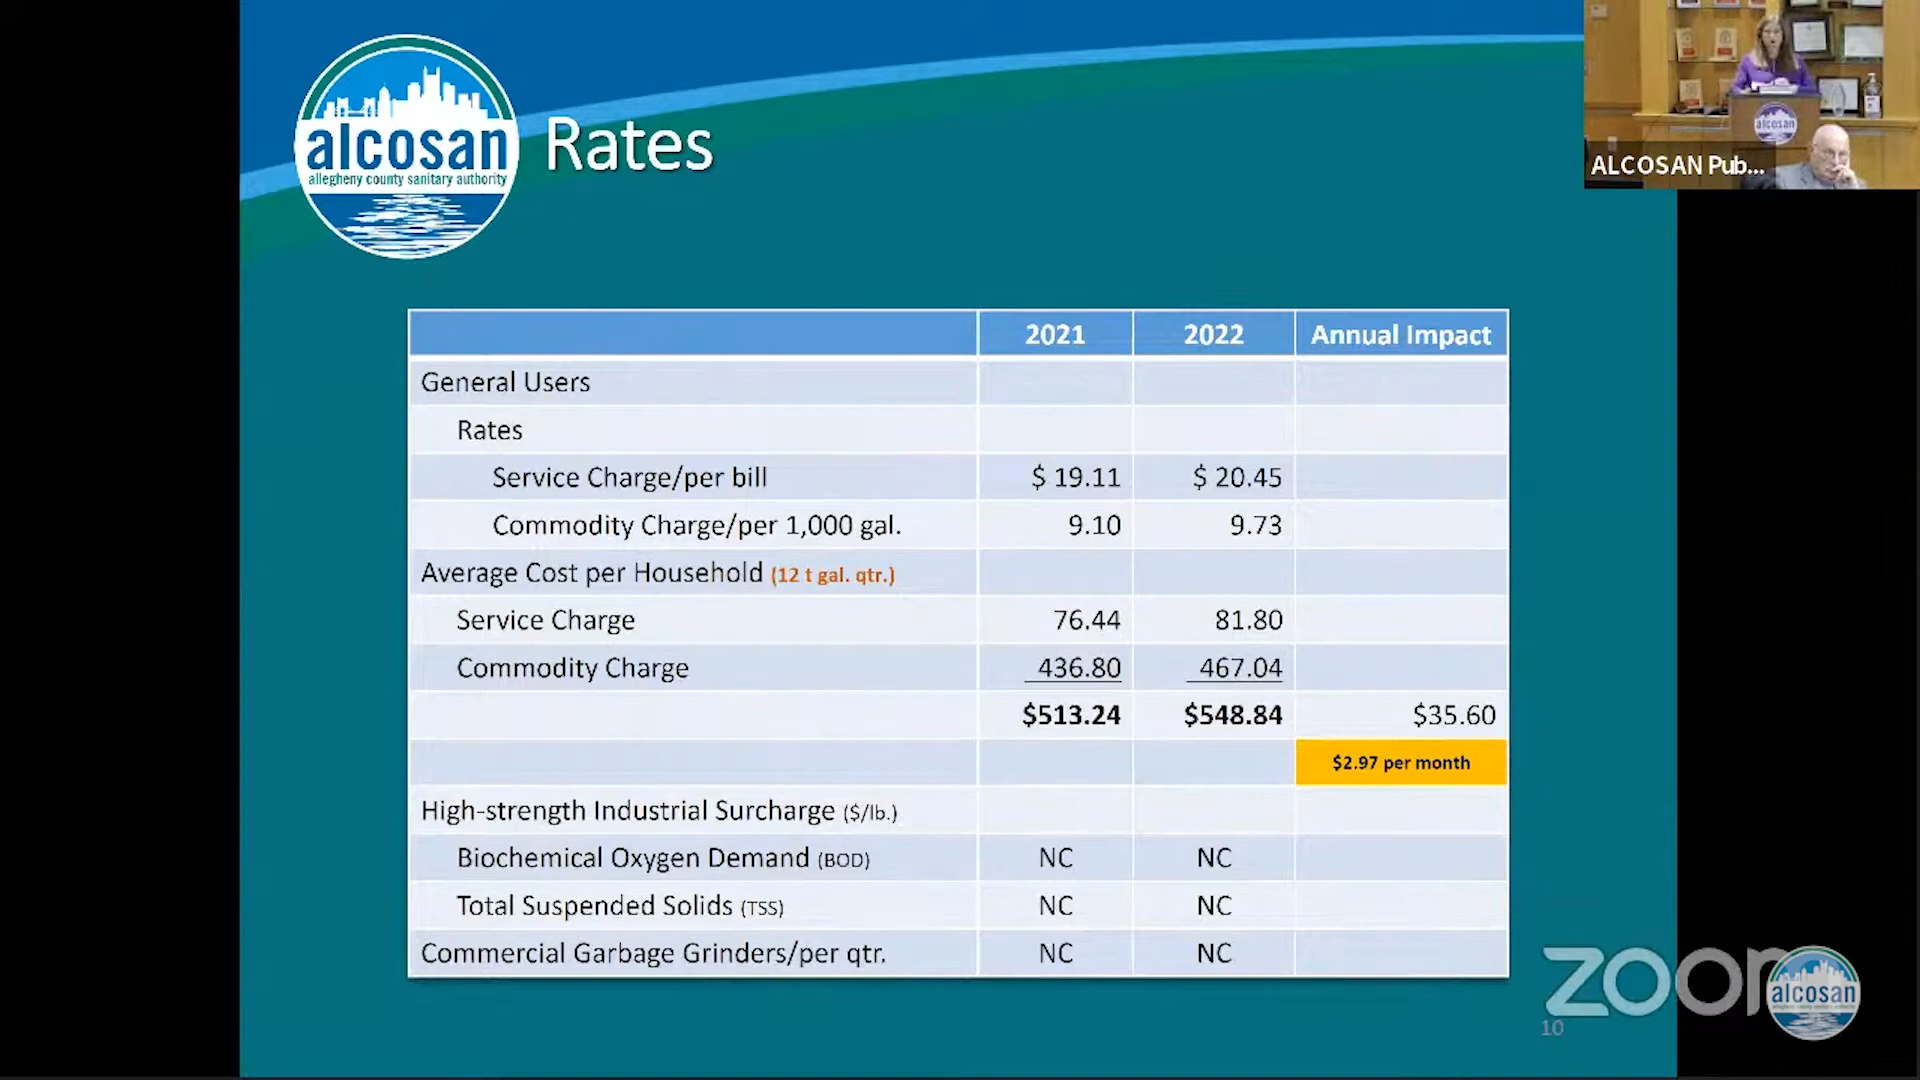 alcosan
allegheny county sanitary authority
Rates
ALCOSAN Pub...
alcosan
2021 2022 Annual Impact
General Users
Rates
Service Charge/per bill $ 19.11 $ 20.45
Commodity Charge/per 1,000 gal. 9.10 9.73
Average Cost per Household (12 t gal. qtr.)
Service Charge 76.44 81.80
Commodity Charge 436.80 467.04
$513.24 $548.84 $35.60
$2.97 per month
High-strength Industrial Surcharge ($/lb.)
Biochemical Oxygen Demand (BOD) NC NC
Total Suspended Solids (TSS) NC NC
Commercial Garbage Grinders/per qtr. NC NC
zoom
alcosan
10